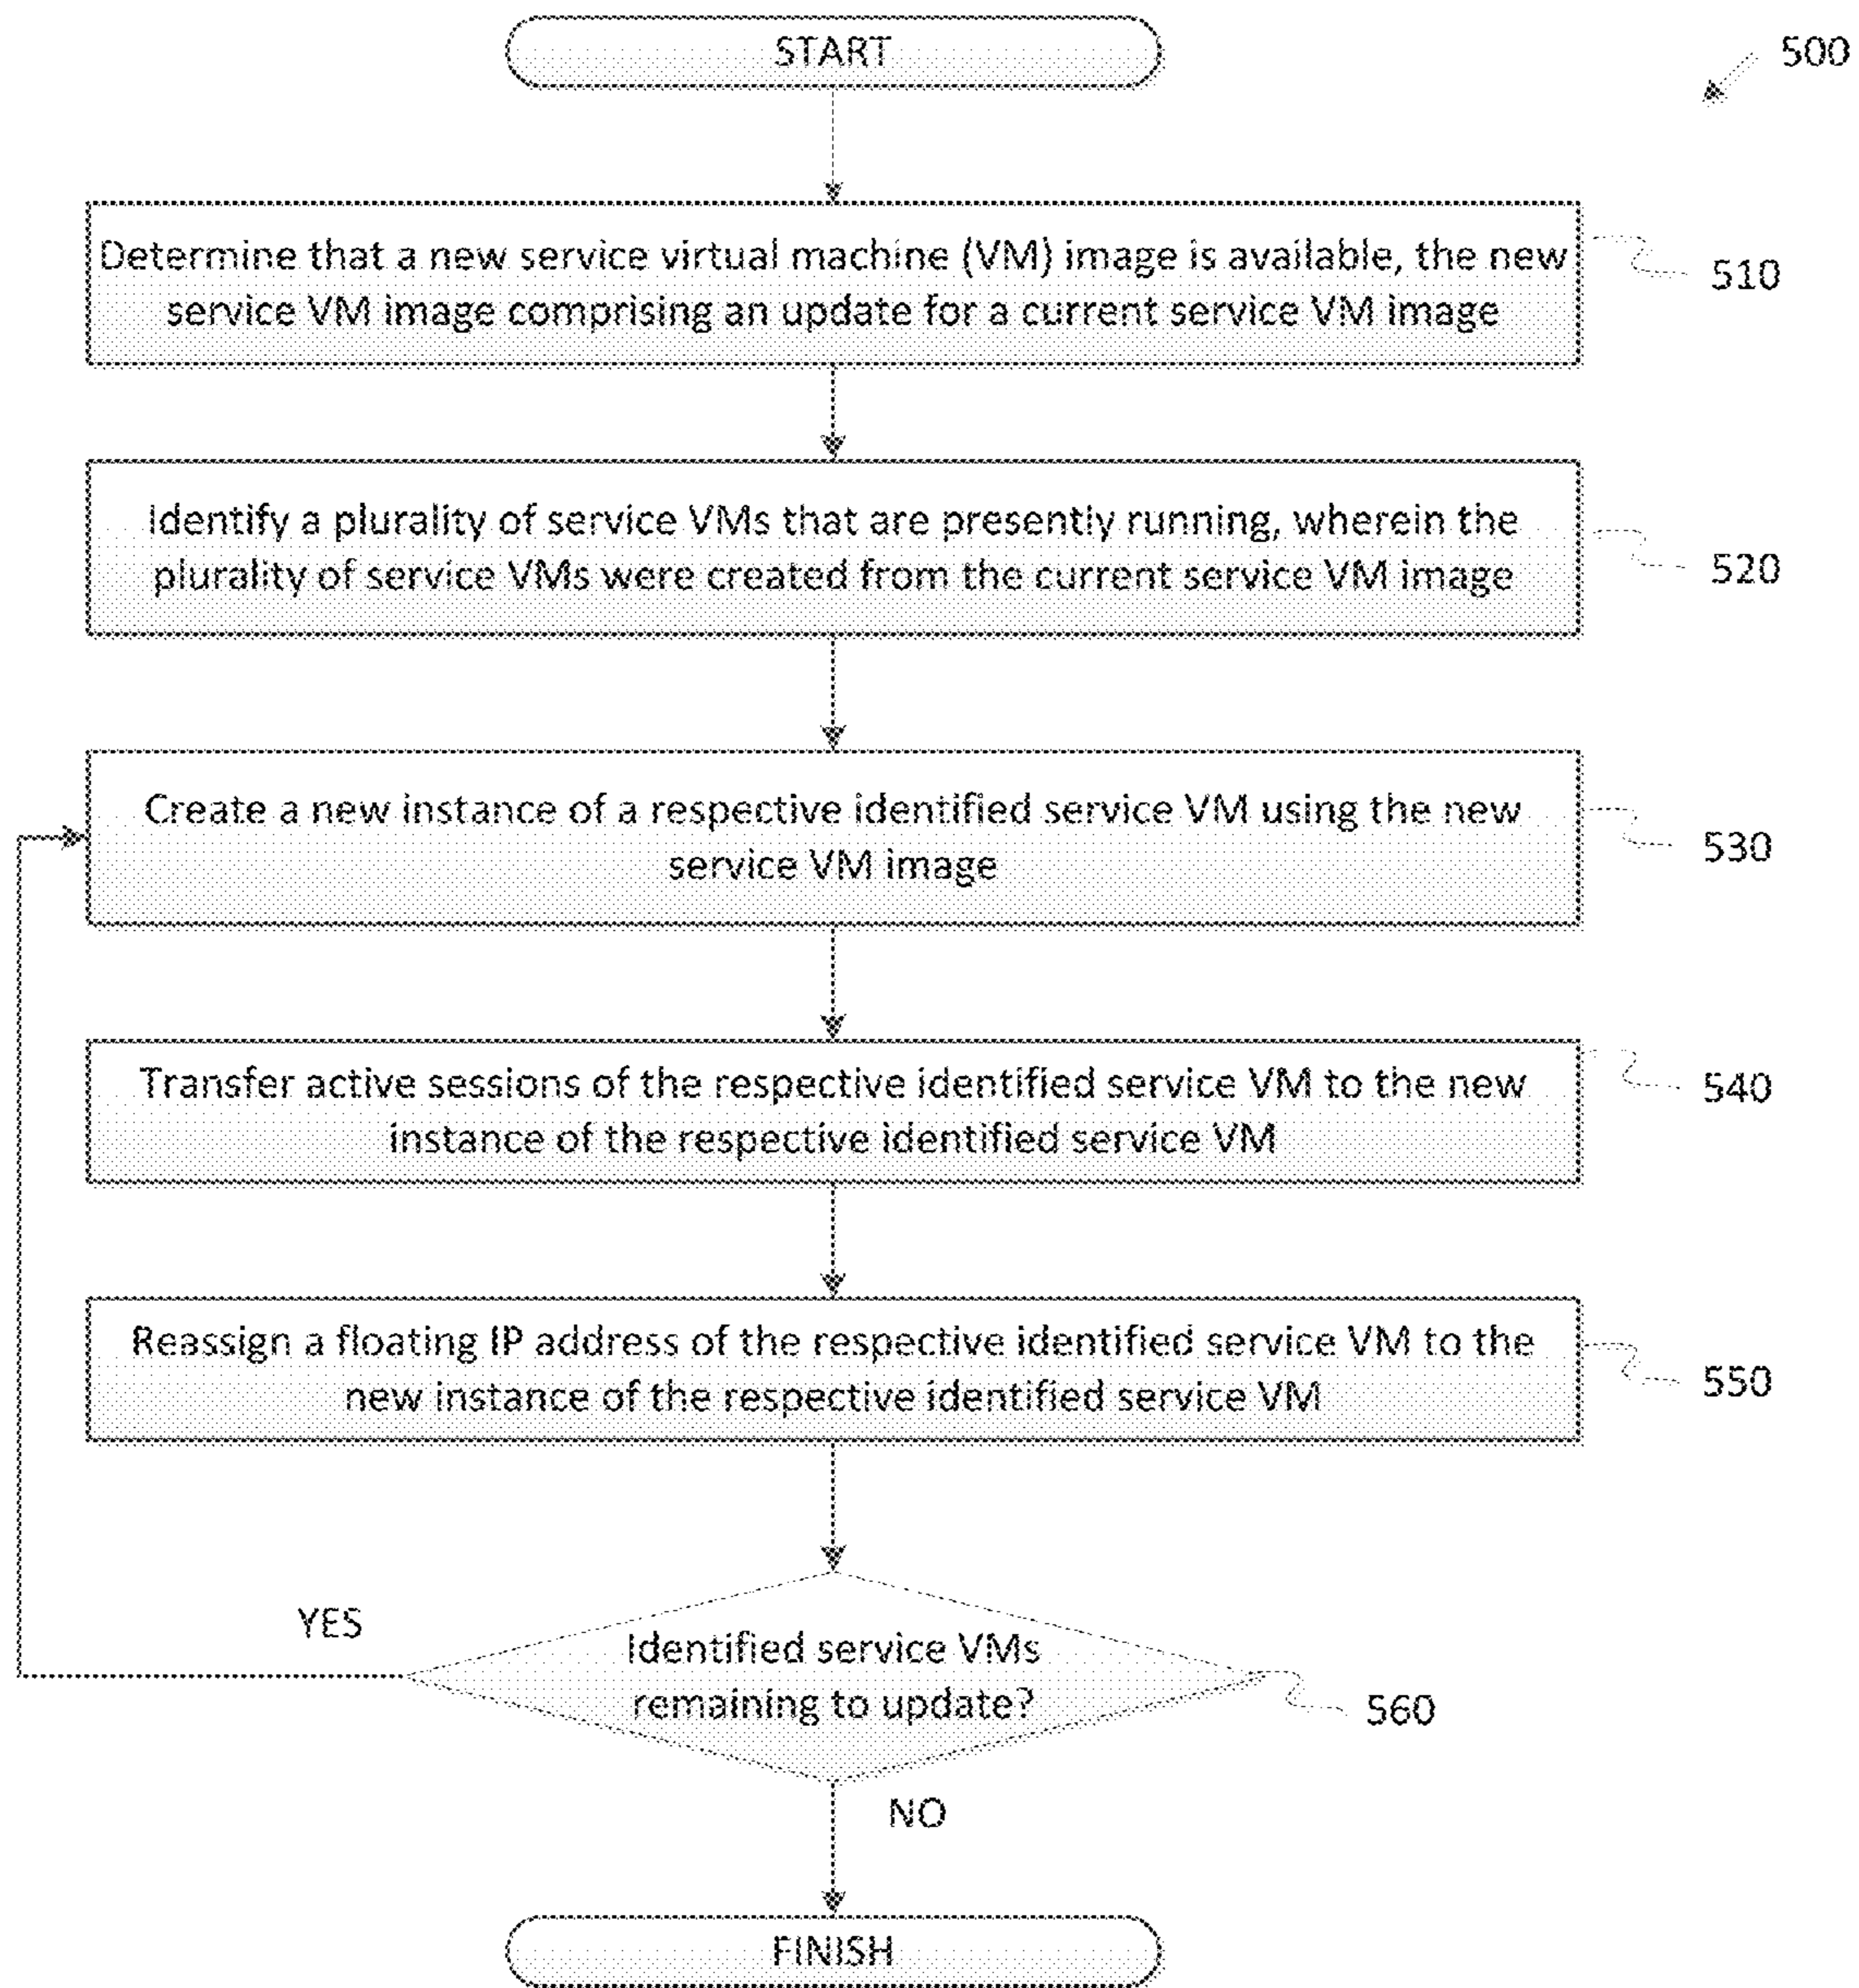 START
500
Determine that a new service virtual machine (VM) image is available, the new
service VM image comprising an update for a current service VM image
510
Identify a plurality of service VMs that are presently running, wherein the
plurality of service VMs were created from the current service VM image
520
Create a new instance of a respective identified service VM using the new
service VM image
530
Transfer active sessions of the respective identified service VM to the new
instance of the respective identified service VM
540
Reassign a floating IP address of the respective identified service VM to the
new instance of the respective identified service VM
550
YES
Identified service VMs
remaining to update?
560
NO
FINISH